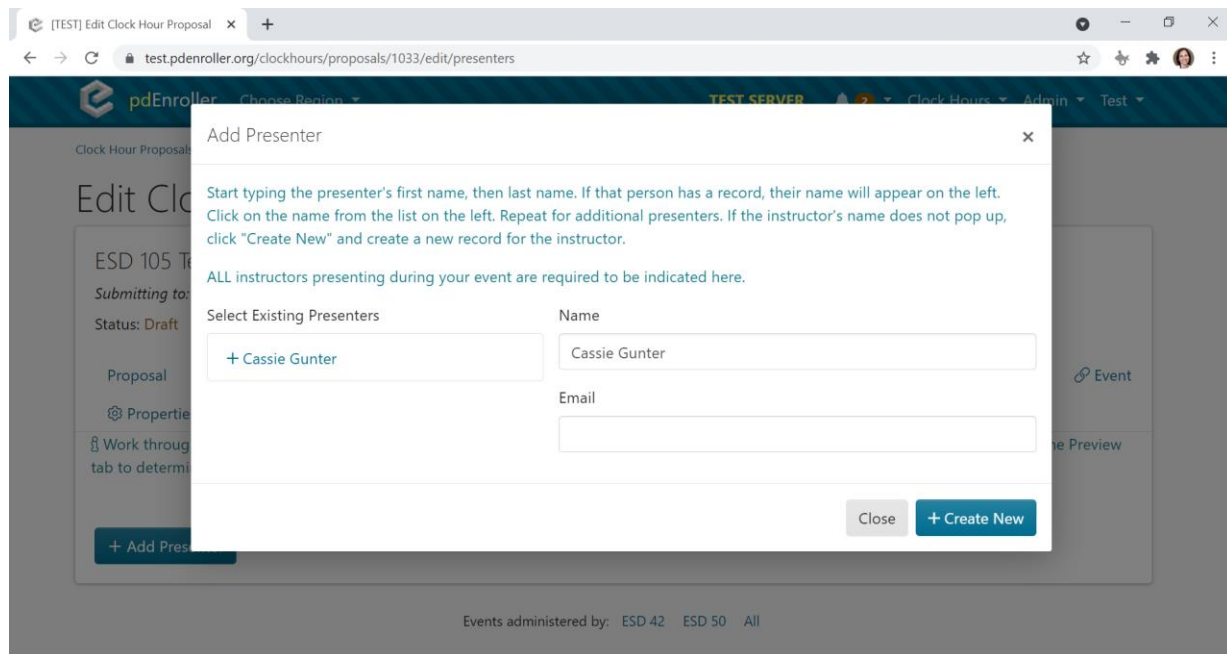 [TEST] Edit Clock Hour Proposal
test.pdenroller.org/clockhours/proposals/1033/edit/presenters
pdEnroller Choose Region TEST SERVER 2 Clock Hours Admin Test
Clock Hour Proposals
Add Presenter
Edit Clo
Start typing the presenter's first name, then last name. If that person has a record, their name will appear on the left.
Click on the name from the list on the left. Repeat for additional presenters. If the instructor's name does not pop up,
click "Create New" and create a new record for the instructor.
ESD 105 Te
ALL instructors presenting during your event are required to be indicated here.
Submitting to:
Select Existing Presenters Name
Status: Draft
+ Cassie Gunter Cassie Gunter
Proposal Event
Email
Propertie
Work throug he Preview
tab to determi
Close + Create New
+ Add Pres
Events administered by: ESD 42 ESD 50 All